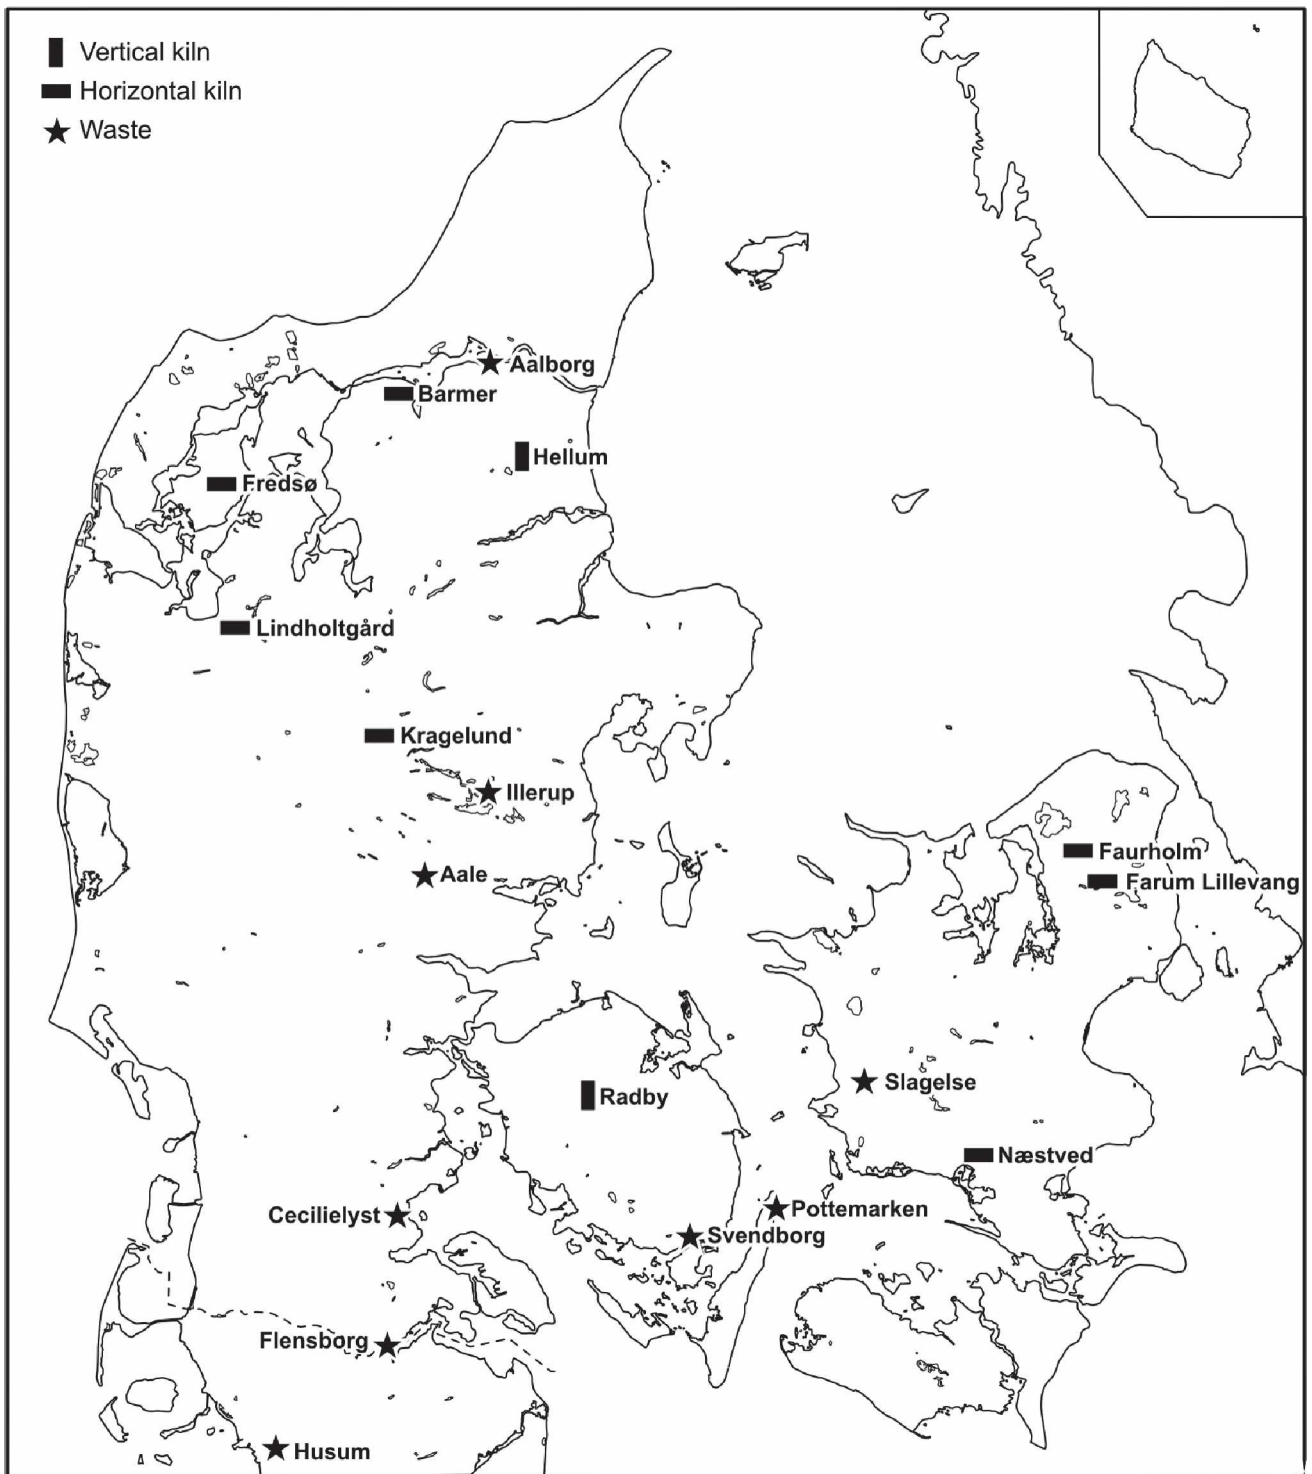 Vertical kiln
Horizontal kiln
Waste
Aalborg
Barmer
Hellum
Fredsø
Lindholtgård
Kragelund
Illerup
Aale
Faurholm
Farum Lillevang
Slagelse
Radby
Næstved
Cecilielyst
Pottemarken
Svendborg
Flensborg
Husum